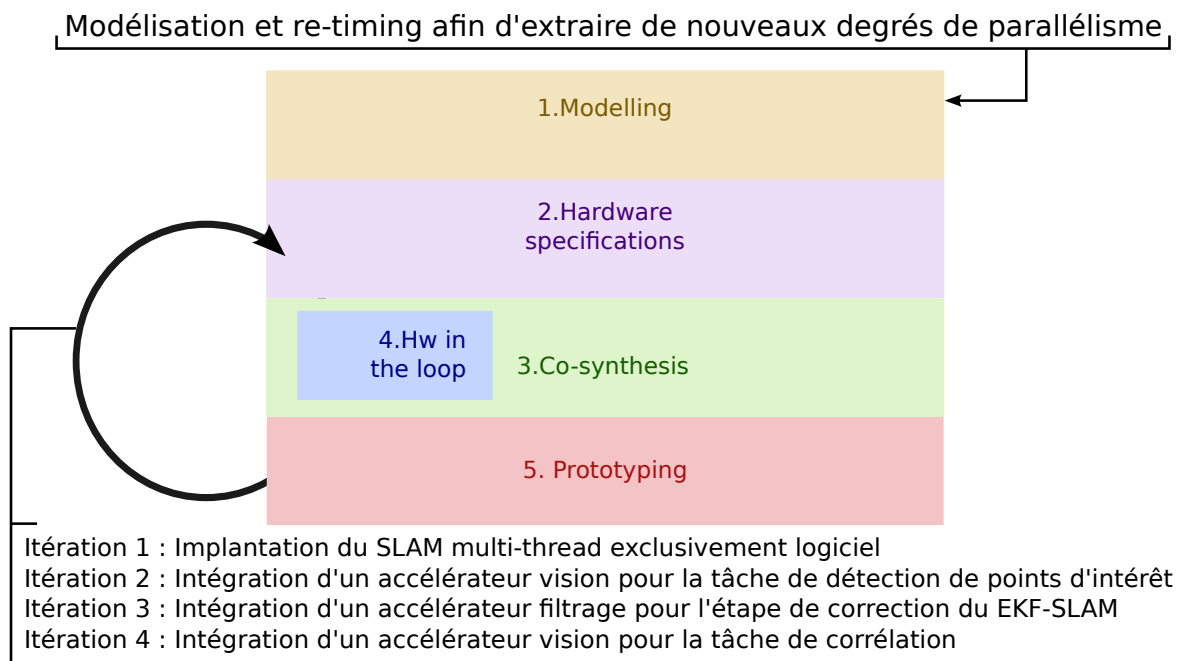 Modélisation et re-timing afin d'extraire de nouveaux degrés de parallélisme
1.Modelling
2.Hardware
specifications
4.Hw in
the loop
3.Co-synthesis
5. Prototyping
Itération 1 : Implantation du SLAM multi-thread exclusivement logiciel
Itération 2 : Intégration d'un accélérateur vision pour la tâche de détection de points d'intérêt
Itération 3 : Intégration d'un accélérateur filtrage pour l'étape de correction du EKF-SLAM
Itération 4 : Intégration d'un accélérateur vision pour la tâche de corrélation